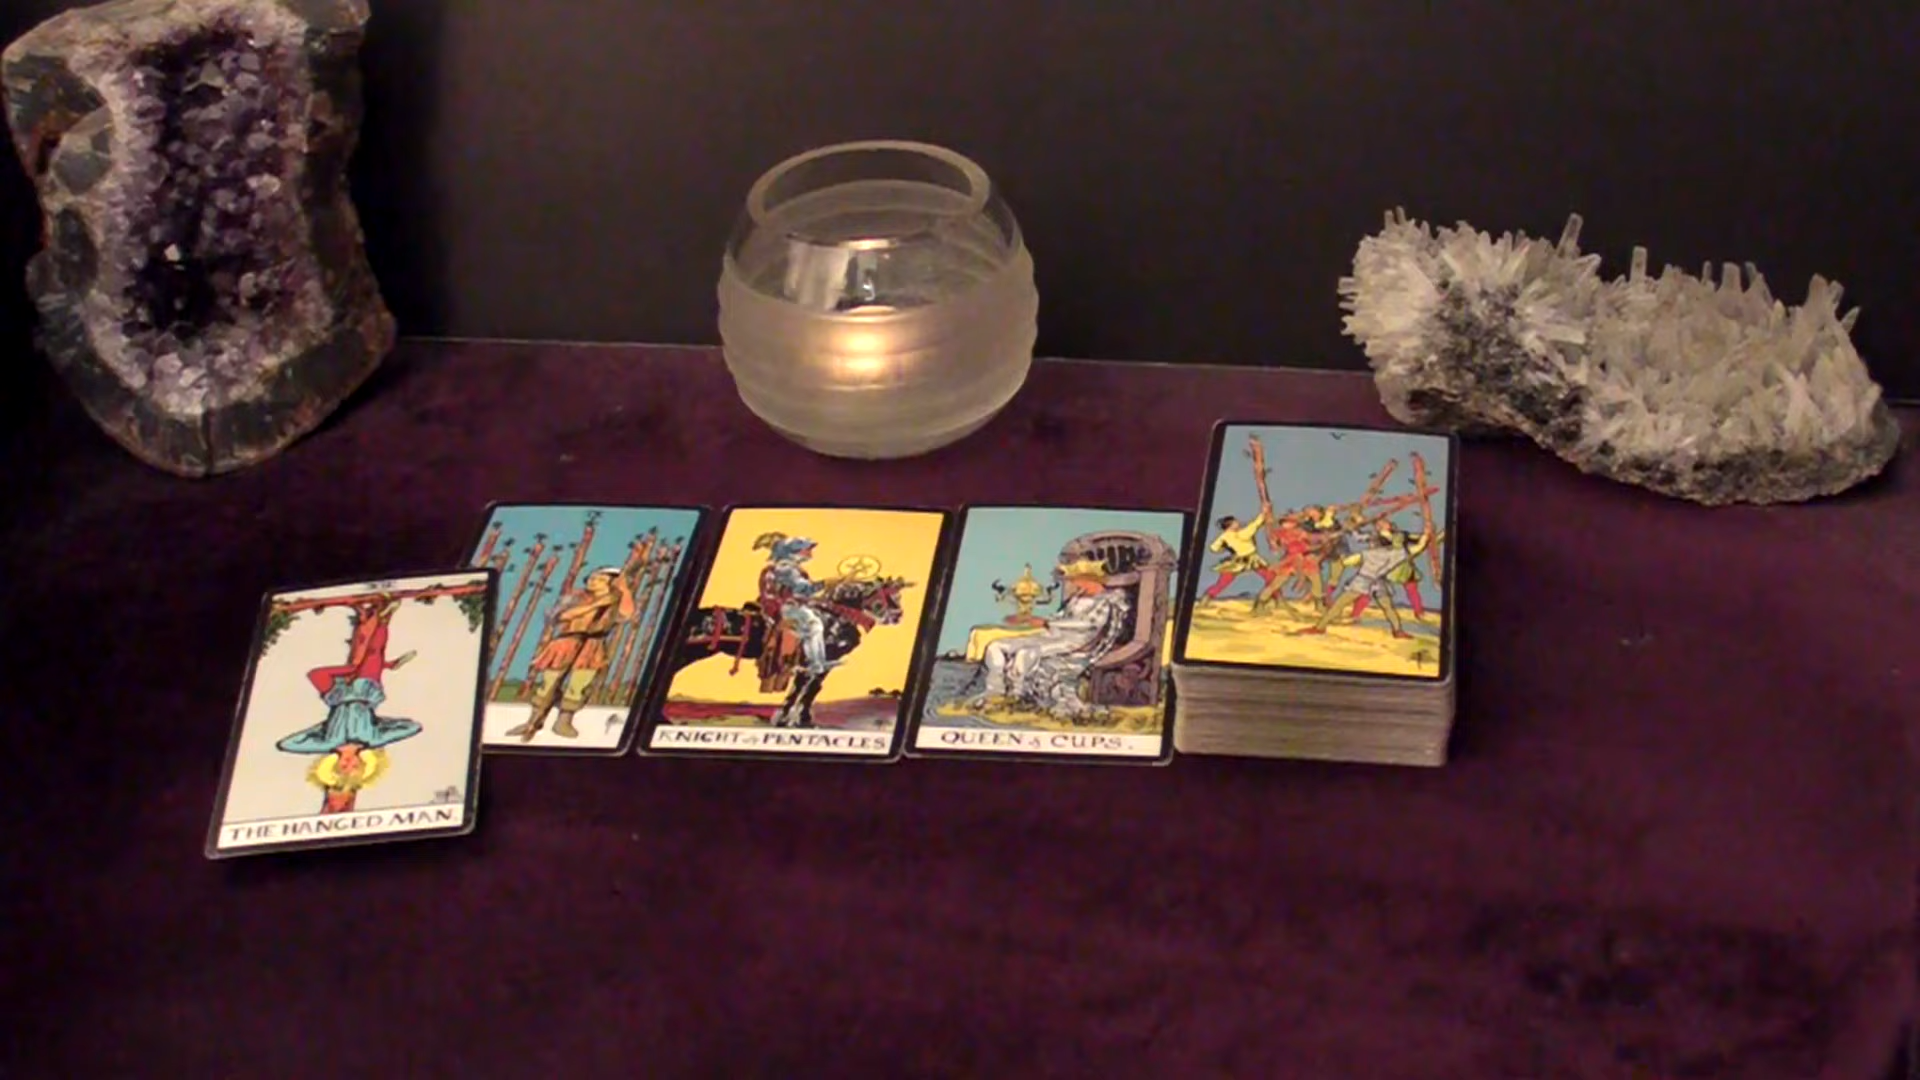 THE HANGED MAN.
KNIGHT of PENTACLES
QUEEN of CUPS.
V